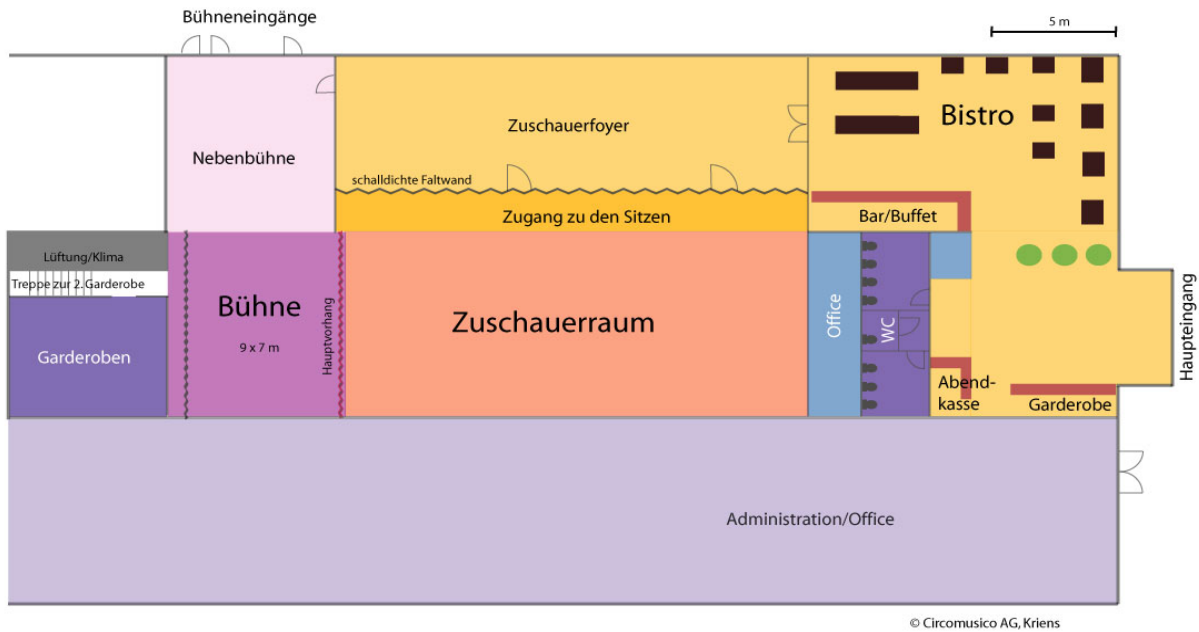 Bühneneingänge
5 m
Bistro
Zuschauerfoyer
Nebenbühne
schalldichte Faltwand
Zugang zu den Sitzen
Bar/Buffet
Lüftung/Klima
Treppe zur 2. Garderobe
Bühne
9 x 7 m
Hauptvorhang
Zuschauerraum
Office
WC
Haupteingang
Garderoben
Abend-
kasse
Garderobe
Administration/Office
© Circomusico AG, Kriens